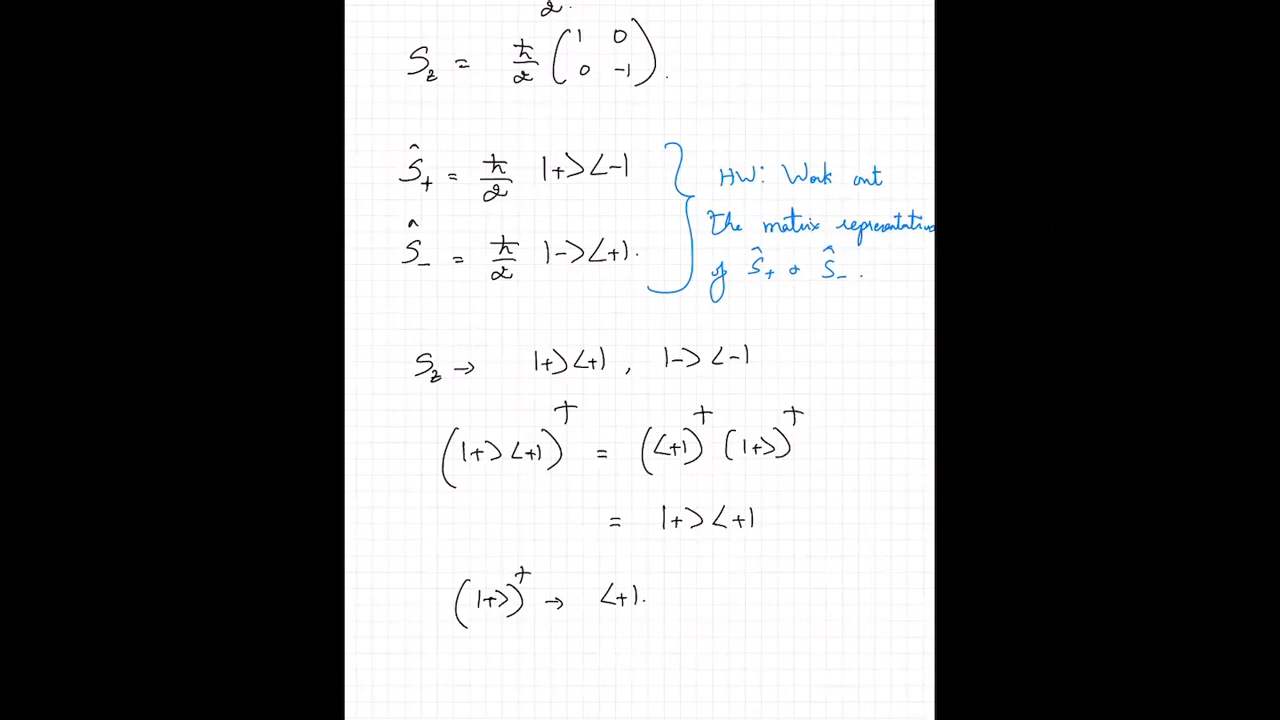 2.
S_z = ℏ/2 ( 1 0
0 -1 ).
Ŝ_+ = ℏ/2 |+><-|
Ŝ_- = ℏ/2 |-><+|.
HW: Work out
the matrix representation
of Ŝ_+ & Ŝ_- .
S_z → |+><+| , |-><-|
(|+><+|)† = (<+|)† (|+>)†
= |+><+|
(|+>)† → <+|.